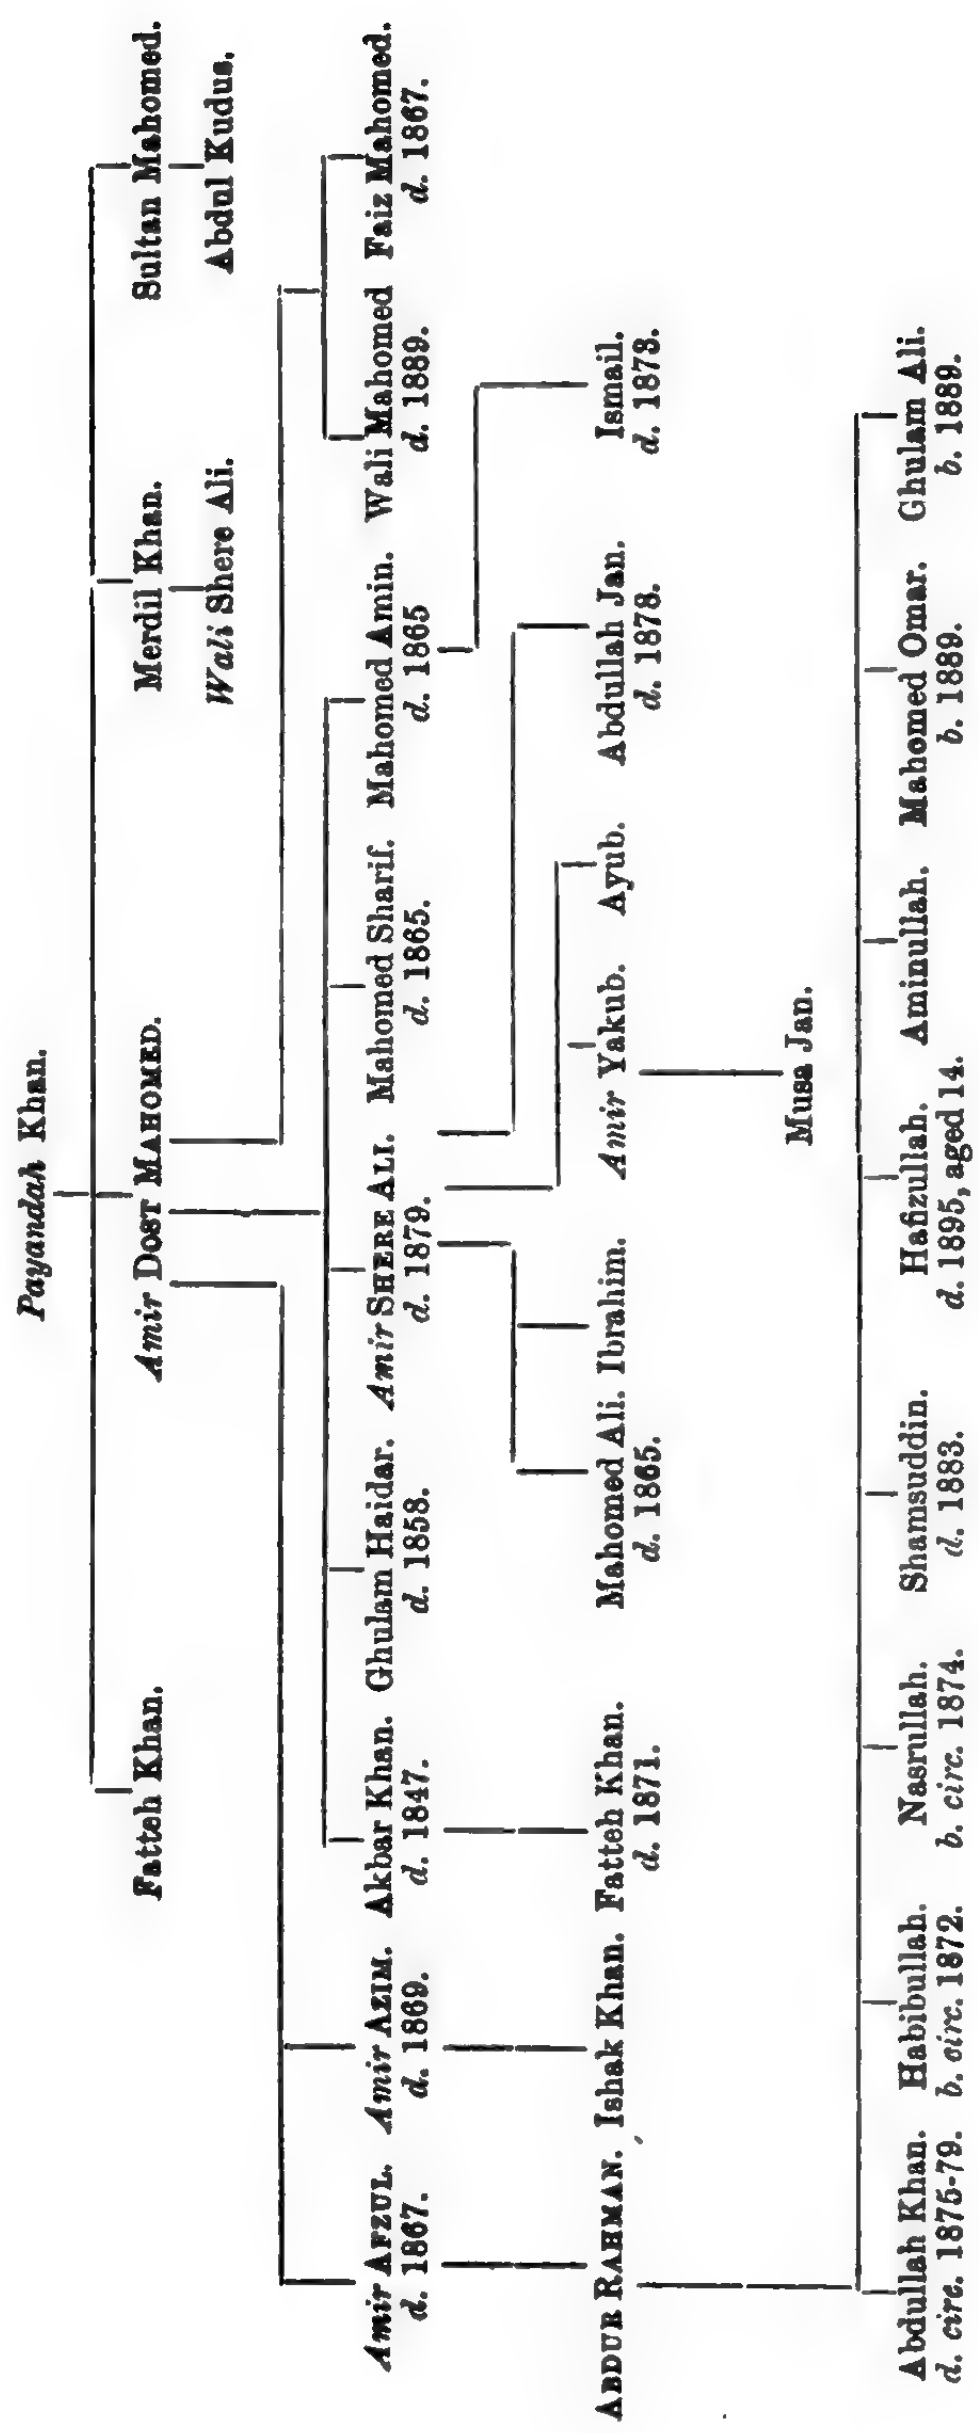 Payandah Khan.
Fatteh Khan.
Amir DOST MAHOMED.
Merdil Khan.
Sultan Mahomed.
Wali Shere Ali.
Abdul Kudus.
Amir AFZUL.
d. 1867.
Amir AZIM.
d. 1869.
Akbar Khan.
d. 1847.
Ghulam Haidar.
d. 1858.
Amir SHERE ALI.
d. 1879.
Mahomed Sharif.
d. 1865.
Mahomed Amin.
d. 1865
Wali Mahomed
d. 1889.
Faiz Mahomed.
d. 1867.
ABDUR RAHMAN.
Ishak Khan.
Fatteh Khan.
d. 1871.
Mahomed Ali.
d. 1865.
Ibrahim.
Amir Yakub.
Ayub.
Abdullah Jan.
d. 1878.
Ismail.
d. 1878.
Musa Jan.
Abdullah Khan.
d. circ. 1875-79.
Habibullah.
b. circ. 1872.
Nasrullah.
b. circ. 1874.
Shamsuddin.
d. 1883.
Hafizullah.
d. 1895, aged 14.
Aminullah.
Mahomed Omar.
b. 1889.
Ghulam Ali.
b. 1889.